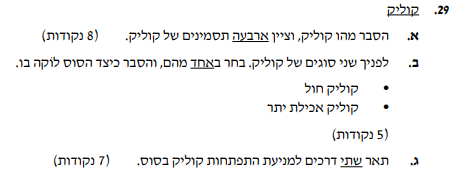 29. קוליק
א. הסבר מהו קוליק, וציין ארבעה תסמינים של קוליק. (8 נקודות)
ב. לפניך שני סוגים של קוליק. בחר באחד מהם, והסבר כיצד הסוס לוקה בו.
• קוליק חול
• קוליק אכילת יתר
(5 נקודות)
ג. תאר שתי דרכים למניעת התפתחות קוליק בסוס. (7 נקודות)